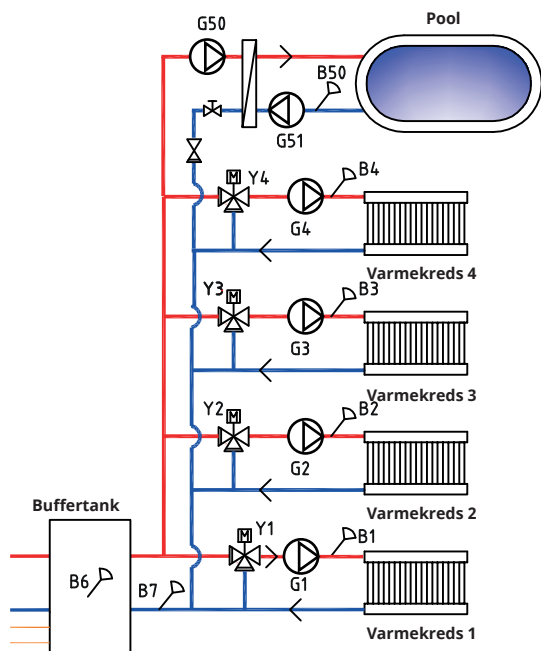 Pool
G50
B50
G51
M
Y4
B4
G4
Varmekreds 4
M
Y3
B3
G3
Varmekreds 3
M
Y2
B2
G2
Varmekreds 2
Buffertank
M
Y1
B1
B6
B7
G1
Varmekreds 1